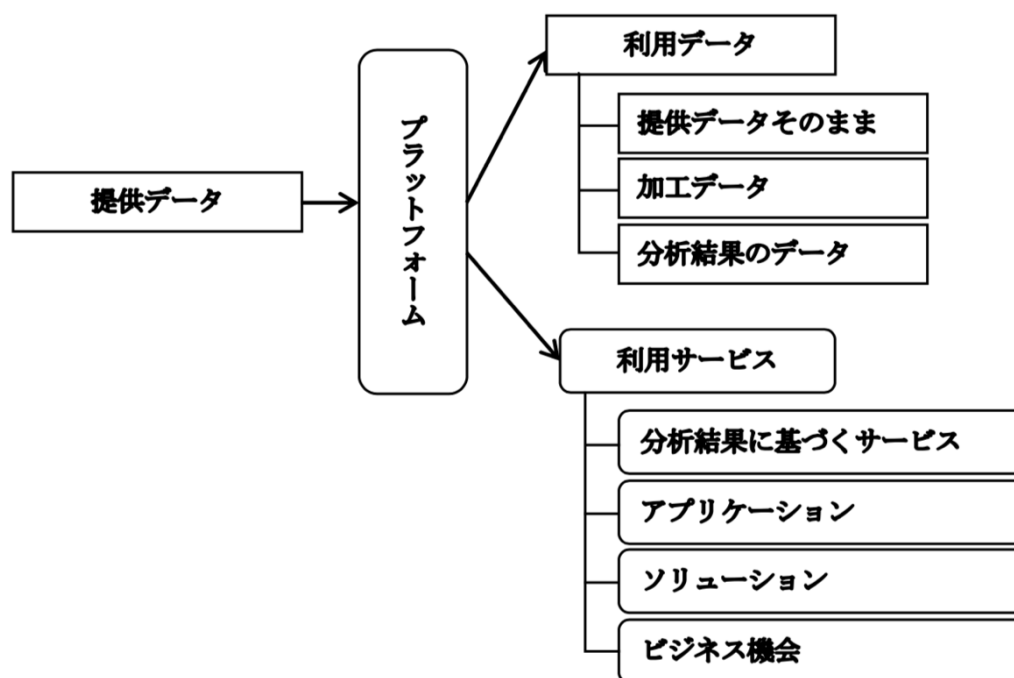 提供データ
プラットフォーム
利用データ
提供データそのまま
加工データ
分析結果のデータ
利用サービス
分析結果に基づくサービス
アプリケーション
ソリューション
ビジネス機会